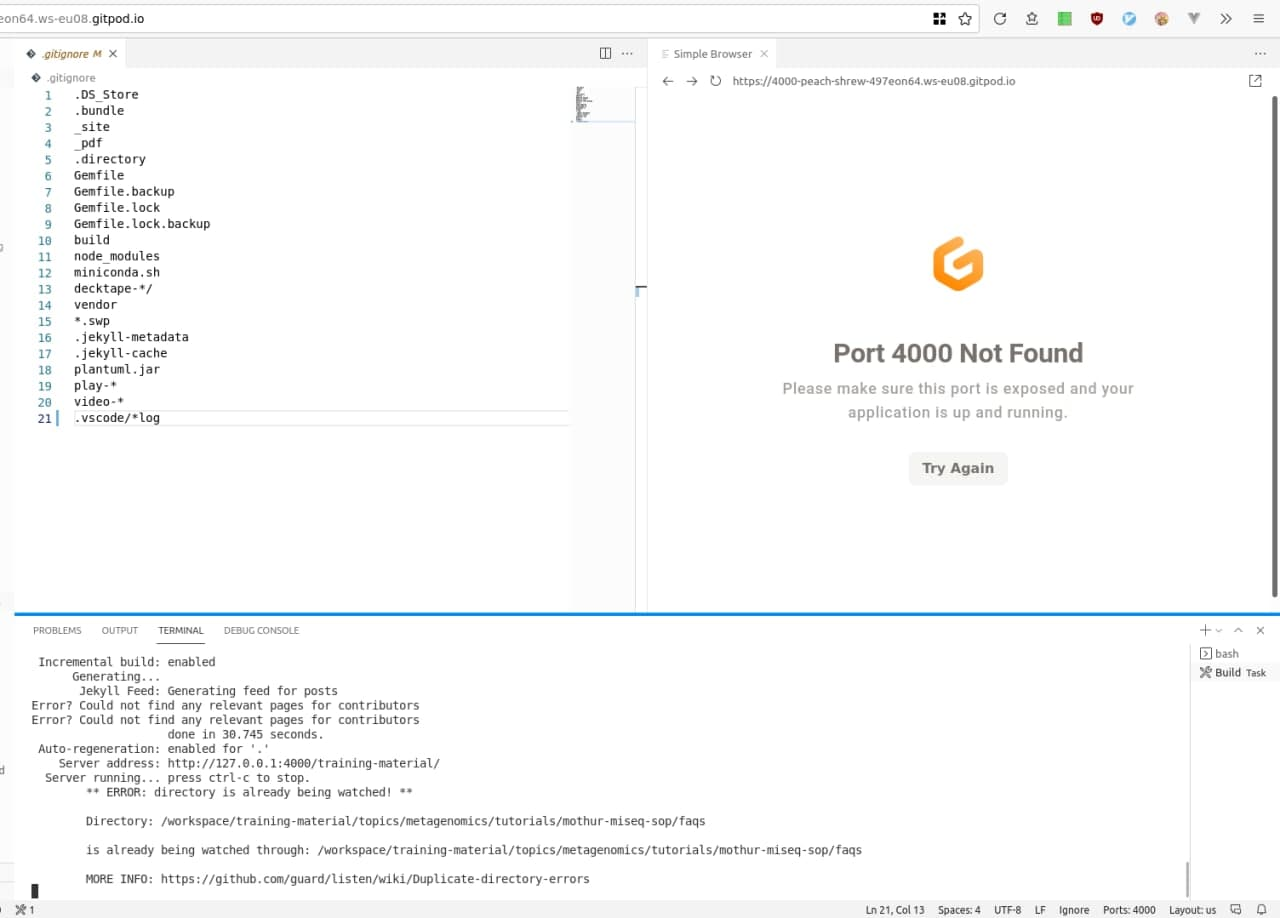 eon64.ws-eu08.gitpod.io
.gitignore M
.gitignore
1 .DS_Store
2 .bundle
3 _site
4 _pdf
5 .directory
6 Gemfile
7 Gemfile.backup
8 Gemfile.lock
9 Gemfile.lock.backup
10 build
11 node_modules
12 miniconda.sh
13 decktape-*/
14 vendor
15 *.swp
16 .jekyll-metadata
17 .jekyll-cache
18 plantuml.jar
19 play-*
20 video-*
21 .vscode/*log
Simple Browser
https://4000-peach-shrew-497eon64.ws-eu08.gitpod.io
Port 4000 Not Found
Please make sure this port is exposed and your
application is up and running.
Try Again
PROBLEMS OUTPUT TERMINAL DEBUG CONSOLE
Incremental build: enabled
Generating...
Jekyll Feed: Generating feed for posts
Error? Could not find any relevant pages for contributors
Error? Could not find any relevant pages for contributors
done in 30.745 seconds.
Auto-regeneration: enabled for '.'
Server address: http://127.0.0.1:4000/training-material/
Server running... press ctrl-c to stop.
** ERROR: directory is already being watched! **
Directory: /workspace/training-material/topics/metagenomics/tutorials/mothur-miseq-sop/faqs
is already being watched through: /workspace/training-material/topics/metagenomics/tutorials/mothur-miseq-sop/faqs
MORE INFO: https://github.com/guard/listen/wiki/Duplicate-directory-errors
bash
Build Task
1
Ln 21, Col 13 Spaces: 4 UTF-8 LF Ignore Ports: 4000 Layout: us